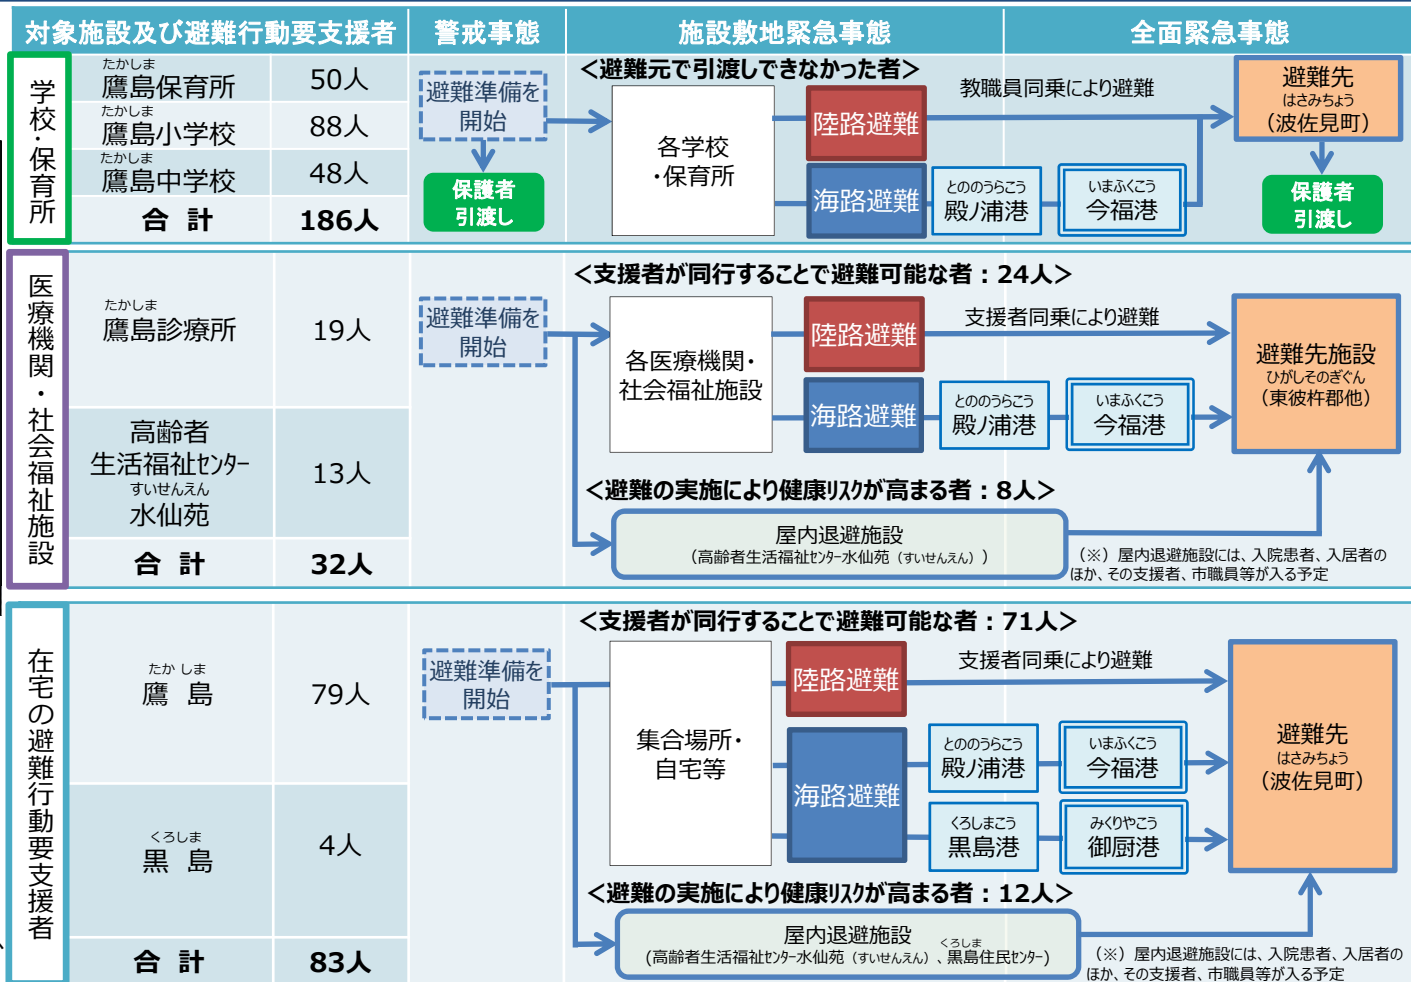 対象施設及び避難行動要支援者
警戒事態
施設敷地緊急事態
全面緊急事態
学校・保育所
たかしま
鷹島保育所
50人
たかしま
鷹島小学校
88人
たかしま
鷹島中学校
48人
合 計
186人
避難準備を
開始
保護者
引渡し
<避難元で引渡しできなかった者>
各学校
・保育所
陸路避難
教職員同乗により避難
海路避難
とののうらこう
殿ノ浦港
いまふくこう
今福港
避難先
はさみちょう
(波佐見町)
保護者
引渡し
医療機関・社会福祉施設
たかしま
鷹島診療所
19人
高齢者
生活福祉センター
すいせんえん
水仙苑
13人
合 計
32人
避難準備を
開始
<支援者が同行することで避難可能な者:24人>
各医療機関・
社会福祉施設
陸路避難
支援者同乗により避難
海路避難
とののうらこう
殿ノ浦港
いまふくこう
今福港
避難先施設
ひがしそのぎぐん
(東彼杵郡他)
<避難の実施により健康リスクが高まる者:8人>
屋内退避施設
(高齢者生活福祉センター水仙苑(すいせんえん))
(※)屋内退避施設には、入院患者、入居者の
ほか、その支援者、市職員等が入る予定
在宅の避難行動要支援者
たか しま
鷹 島
79人
くろしま
黒 島
4人
合 計
83人
避難準備を
開始
<支援者が同行することで避難可能な者:71人>
集合場所・
自宅等
陸路避難
支援者同乗により避難
海路避難
とののうらこう
殿ノ浦港
いまふくこう
今福港
くろしまこう
黒島港
みくりやこう
御厨港
避難先
はさみちょう
(波佐見町)
<避難の実施により健康リスクが高まる者:12人>
屋内退避施設
くろしま
(高齢者生活福祉センター水仙苑(すいせんえん)、黒島住民センター)
(※)屋内退避施設には、入院患者、入居者の
ほか、その支援者、市職員等が入る予定